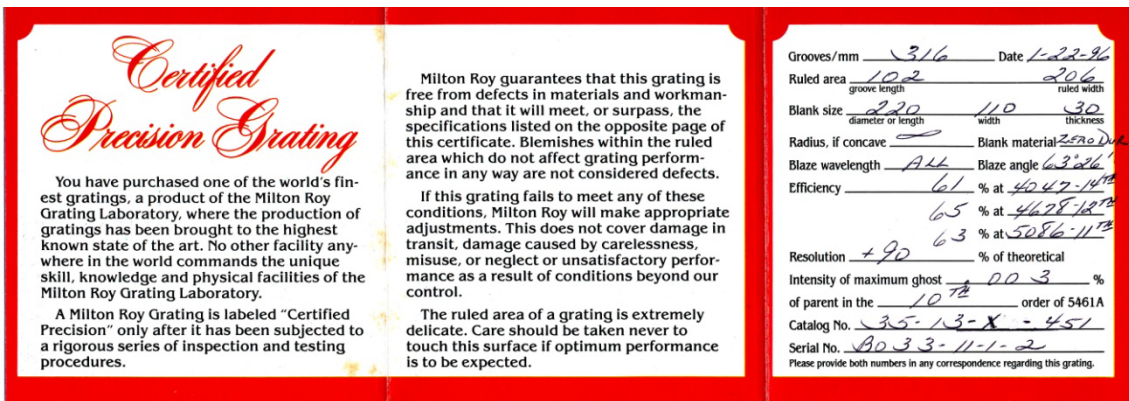 Certified
Precision Grating
You have purchased one of the world's fin-
est gratings, a product of the Milton Roy
Grating Laboratory, where the production of
gratings has been brought to the highest
known state of the art. No other facility any-
where in the world commands the unique
skill, knowledge and physical facilities of the
Milton Roy Grating Laboratory.
A Milton Roy Grating is labeled "Certified
Precision" only after it has been subjected to
a rigorous series of inspection and testing
procedures.
Milton Roy guarantees that this grating is
free from defects in materials and workman-
ship and that it will meet, or surpass, the
specifications listed on the opposite page of
this certificate. Blemishes within the ruled
area which do not affect grating perform-
ance in any way are not considered defects.
If this grating fails to meet any of these
conditions, Milton Roy will make appropriate
adjustments. This does not cover damage in
transit, damage caused by carelessness,
misuse, or neglect or unsatisfactory perfor-
mance as a result of conditions beyond our
control.
The ruled area of a grating is extremely
delicate. Care should be taken never to
touch this surface if optimum performance
is to be expected.
Grooves/mm 316 Date 1-22-96
Ruled area 102 206
groove length ruled width
Blank size 220 110 30
diameter or length width thickness
Radius, if concave ∞ Blank material ZERODUR
Blaze wavelength ALL Blaze angle 63°26'
Efficiency 61 % at 4047-14TH
65 % at 4678-12TH
63 % at 5086-11TH
Resolution +90 % of theoretical
Intensity of maximum ghost .003 %
of parent in the 10TH order of 5461A
Catalog No. 35-13-X-451
Serial No. B033-11-1-2
Please provide both numbers in any correspondence regarding this grating.